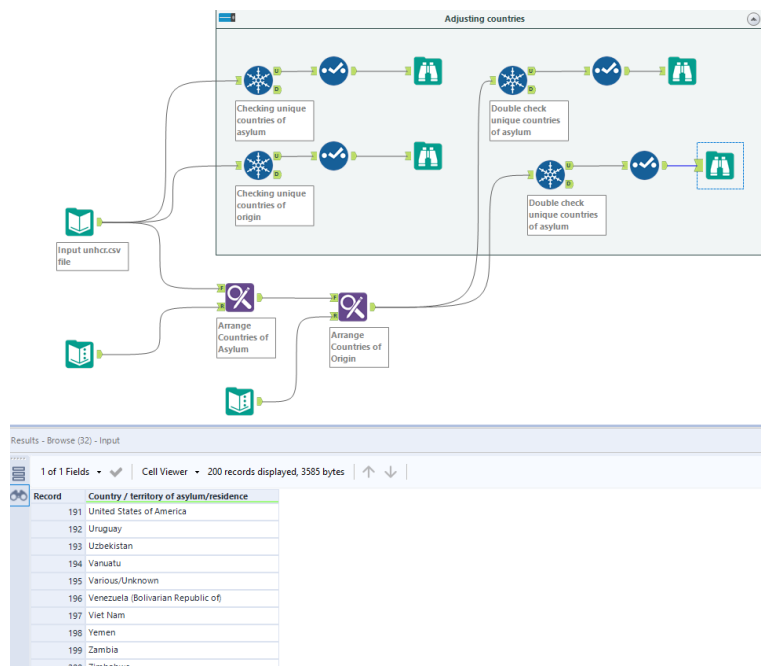 Adjusting countries
U
D
Checking unique
countries of
asylum
U
D
Double check
unique countries
of asylum
U
D
Checking unique
countries of
origin
U
D
Double check
unique countries
of asylum
Input unhcr.csv
file
F
R
Arrange
Countries of
Asylum
F
R
Arrange
Countries of
Origin
Results - Browse (32) - Input
1 of 1 Fields
Cell Viewer
200 records displayed, 3585 bytes
Record Country / territory of asylum/residence
191 United States of America
192 Uruguay
193 Uzbekistan
194 Vanuatu
195 Various/Unknown
196 Venezuela (Bolivarian Republic of)
197 Viet Nam
198 Yemen
199 Zambia